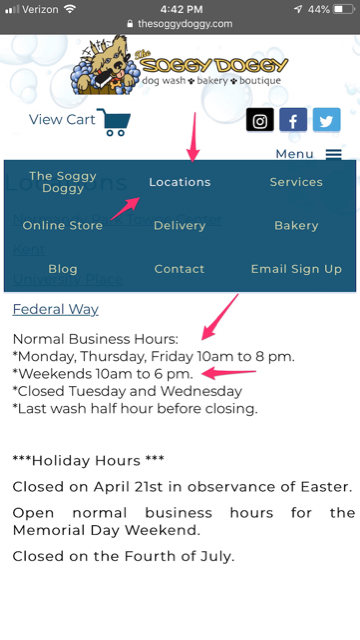 Verizon 4:42 PM 44%
thesoggydoggy.com
The SOGGY DOGGY
dog wash bakery boutique
View Cart
Menu
Locations
The Soggy Doggy
Locations
Services
Online Store
Delivery
Bakery
Kent
University Place
Blog
Contact
Email Sign Up
Federal Way
Normal Business Hours:
*Monday, Thursday, Friday 10am to 8 pm.
*Weekends 10am to 6 pm.
*Closed Tuesday and Wednesday
*Last wash half hour before closing.
***Holiday Hours ***
Closed on April 21st in observance of Easter.
Open normal business hours for the
Memorial Day Weekend.
Closed on the Fourth of July.